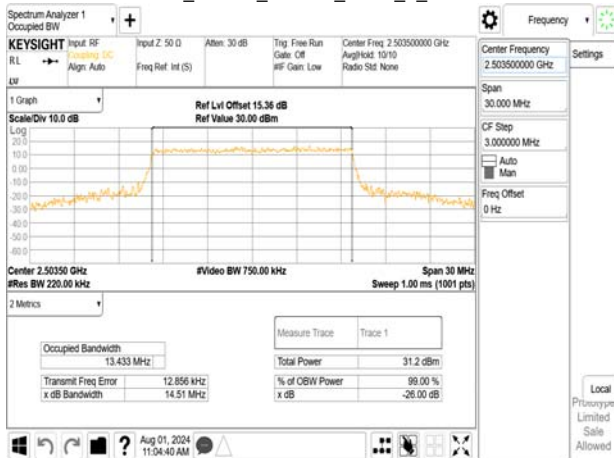 Spectrum Analyzer 1
Occupied BW
Frequency
KEYSIGHT
Input: RF
Coupling: DC
Align: Auto
RL
Input Z: 50 Ω
Freq Ref: Int (S)
Atten: 30 dB
Trig: Free Run
Gate: Off
#IF Gain: Low
Center Freq: 2.503500000 GHz
Avg|Hold: 10/10
Radio Std: None
Center Frequency
2.503500000 GHz
Settings
Span
30.000 MHz
CF Step
3.000000 MHz
Auto
Man
Freq Offset
0 Hz
1 Graph
Scale/Div 10.0 dB
Ref Lvl Offset 15.36 dB
Ref Value 30.00 dBm
Log
20.0
10.0
0.00
-10.0
-20.0
-30.0
-40.0
-50.0
-60.0
Center 2.50350 GHz
#Video BW 750.00 kHz
Span 30 MHz
#Res BW 220.00 kHz
Sweep 1.00 ms (1001 pts)
2 Metrics
Measure Trace
Trace 1
Occupied Bandwidth
13.433 MHz
Total Power
31.2 dBm
Transmit Freq Error
12.856 kHz
% of OBW Power
99.00 %
x dB Bandwidth
14.51 MHz
x dB
-26.00 dB
Local
Prototype
Limited
Sale
Allowed
Aug 01, 2024
11:04:40 AM